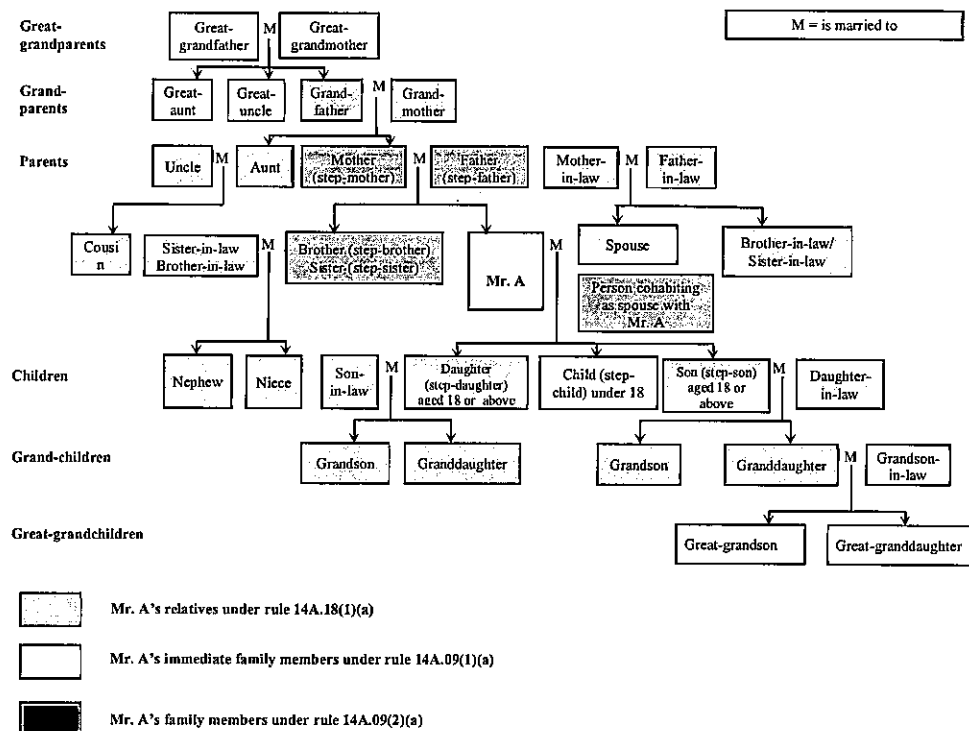 Great-
grandparents
Great-
grandfather
M
Great-
grandmother
M = is married to
Grand-
parents
Great-
aunt
Great-
uncle
Grand-
father
M
Grand-
mother
Parents
Uncle
M
Aunt
Mother
(step-mother)
M
Father
(step-father)
Mother-
in-law
M
Father-
in-law
Cousi
n
Sister-in-law
Brother-in-law
M
Brother (step-brother)
Sister (step-sister)
Mr. A
M
Spouse
Brother-in-law/
Sister-in-law
Person cohabiting
as spouse with
Mr. A
Children
Nephew
Niece
Son-
in-law
M
Daughter
(step-daughter)
aged 18 or above
Child (step-
child) under 18
Son (step-son)
aged 18 or
above
M
Daughter-
in-law
Grand-children
Grandson
Granddaughter
Grandson
Granddaughter
M
Grandson-
in-law
Great-grandchildren
Great-grandson
Great-granddaughter
Mr. A's relatives under rule 14A.18(1)(a)
Mr. A's immediate family members under rule 14A.09(1)(a)
Mr. A's family members under rule 14A.09(2)(a)